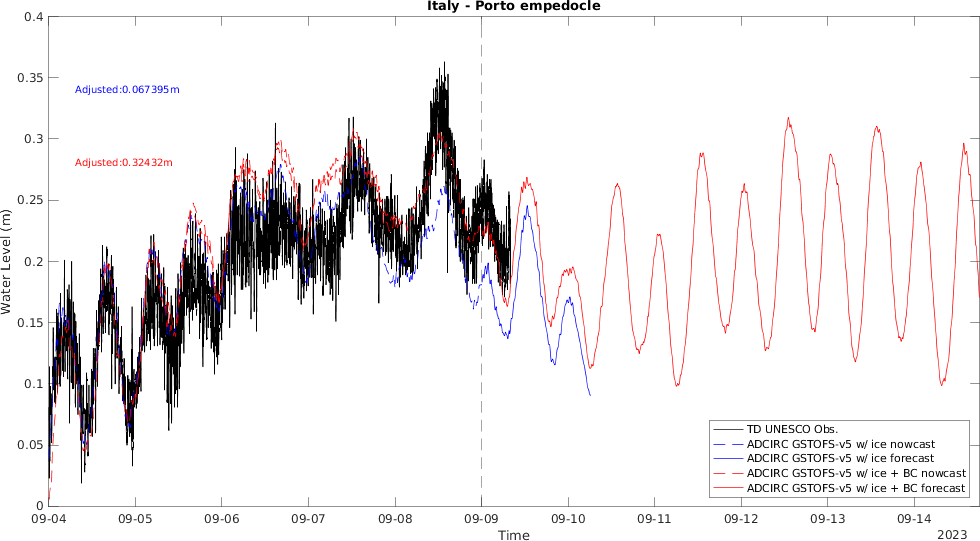 Italy - Porto empedocle
0.4
0.35
0.3
0.25
0.2
0.15
0.1
0.05
0
Water Level (m)
Adjusted:0.067395m
Adjusted:0.32432m
TD UNESCO Obs.
ADCIRC GSTOFS-v5 w/ ice nowcast
ADCIRC GSTOFS-v5 w/ ice forecast
ADCIRC GSTOFS-v5 w/ ice + BC nowcast
ADCIRC GSTOFS-v5 w/ ice + BC forecast
09-04 09-05 09-06 09-07 09-08 09-09 09-10 09-11 09-12 09-13 09-14
Time
2023